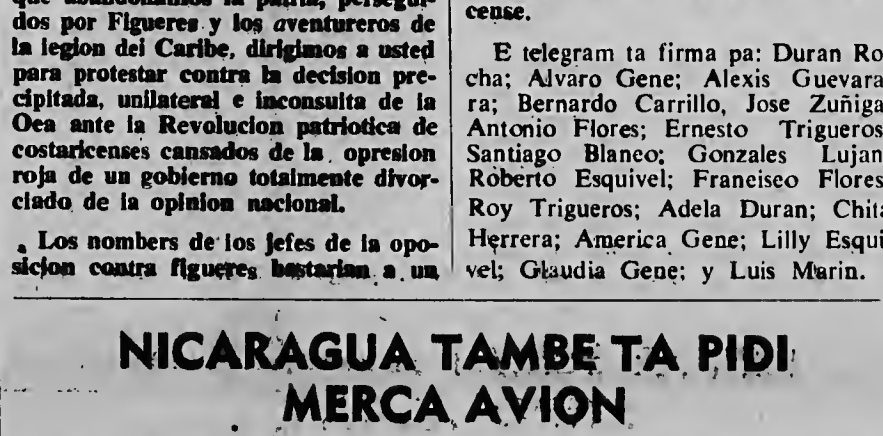 que abandonamos la patria, persegui-
dos por Figueres y los aventureros de
la legion del Caribe, dirigimos a usted
para protestar contra la decision pre-
cipitada, unilateral e inconsulta de la
Oea ante la Revolucion patriotica de
costaricenses cansados de la opresion
roja de un gobierno totalmente divor-
ciado de la opinion nacional.
Los nombers de los jefes de la opo-
sicjon contra figueres bastarian a un
cense.
E telegram ta firma pa: Duran Ro
cha; Alvaro Gene; Alexis Guevara
ra; Bernardo Carrillo, Jose Zuñiga
Antonio Flores; Ernesto Trigueros
Santiago Blanco; Gonzales Lujan
Roberto Esquivel; Francisco Flores
Roy Trigueros; Adela Duran; Chita
Herrera; America Gene; Lilly Esqui
vel; Glaudia Gene; y Luis Marin.
NICARAGUA TAMBE TA PIDI
MERCA AVION